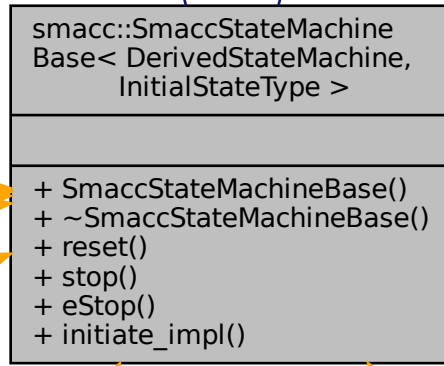 smacc::SmaccStateMachine
Base< DerivedStateMachine,
InitialStateType >
+ SmaccStateMachineBase()
+ ~SmaccStateMachineBase()
+ reset()
+ stop()
+ eStop()
+ initiate_impl()